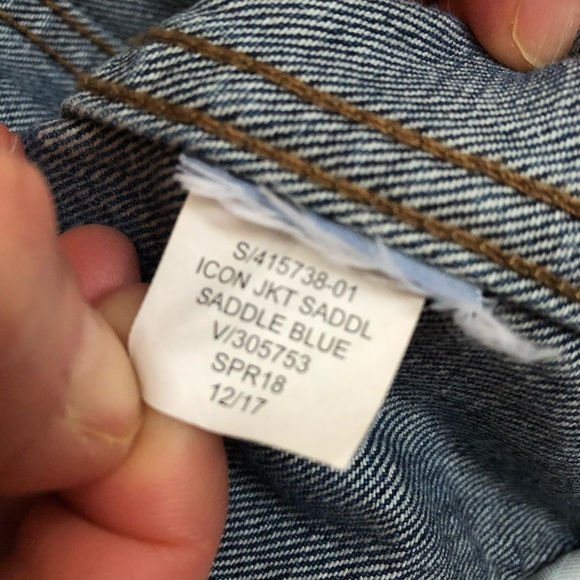 S/415738-01
ICON JKT SADDL
SADDLE BLUE
V/305753
SPR18
12/17